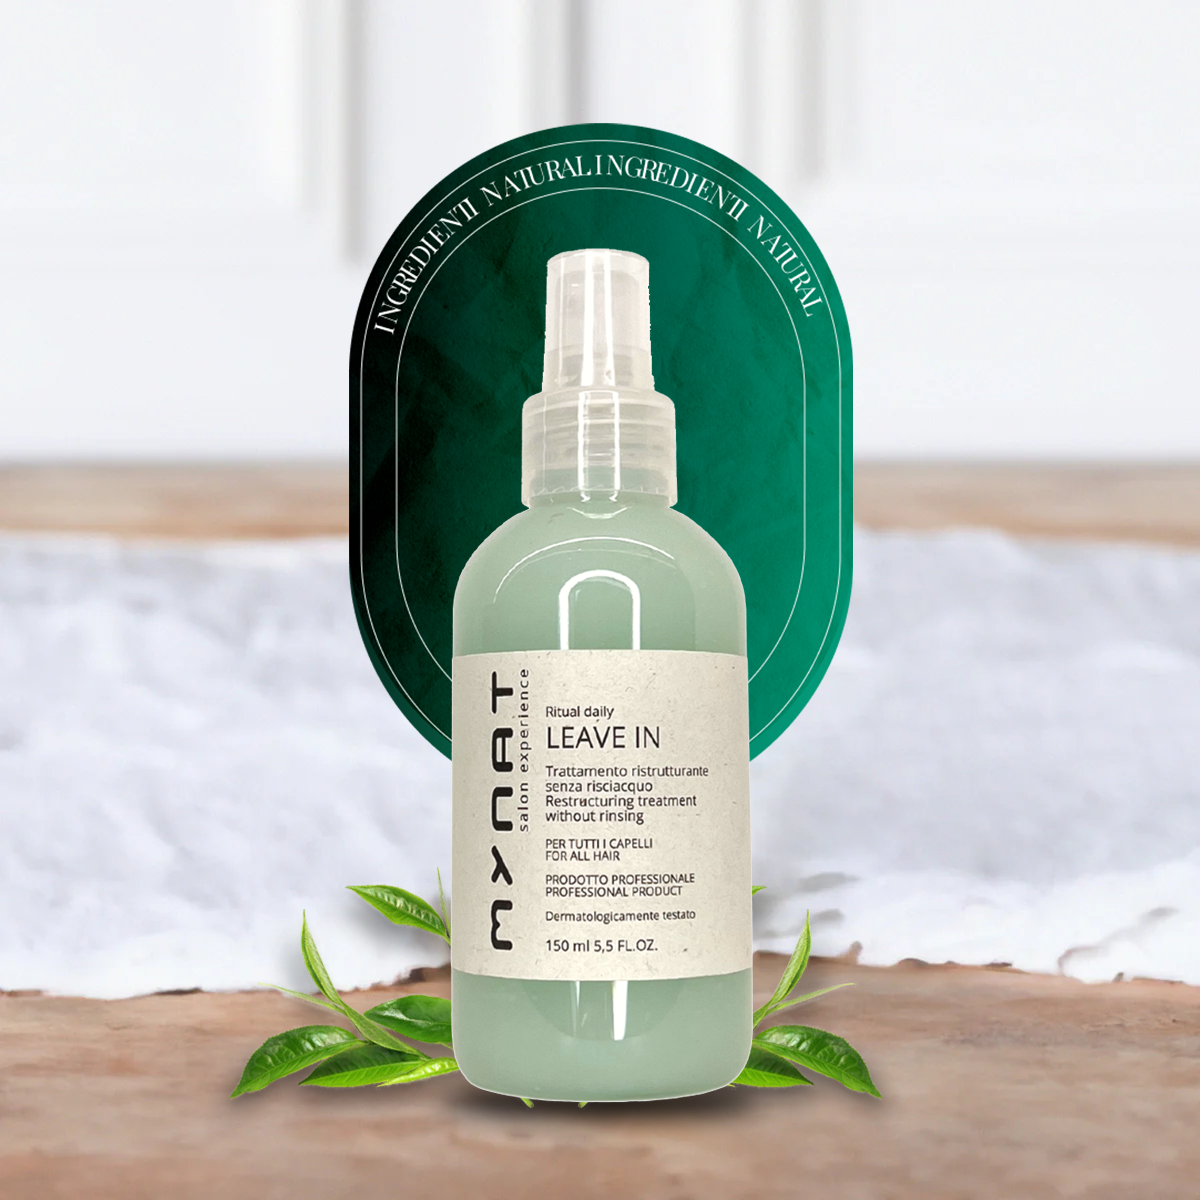 INGREDIENTI NATURAL INGREDIENTI NATURAL
MYNAT
salon experience
Ritual daily
LEAVE IN
Trattamento ristrutturante
senza risciacquo
Restructuring treatment
without rinsing
PER TUTTI I CAPELLI
FOR ALL HAIR
PRODOTTO PROFESSIONALE
PROFESSIONAL PRODUCT
Dermatologicamente testato
150 ml 5,5 FL.OZ.